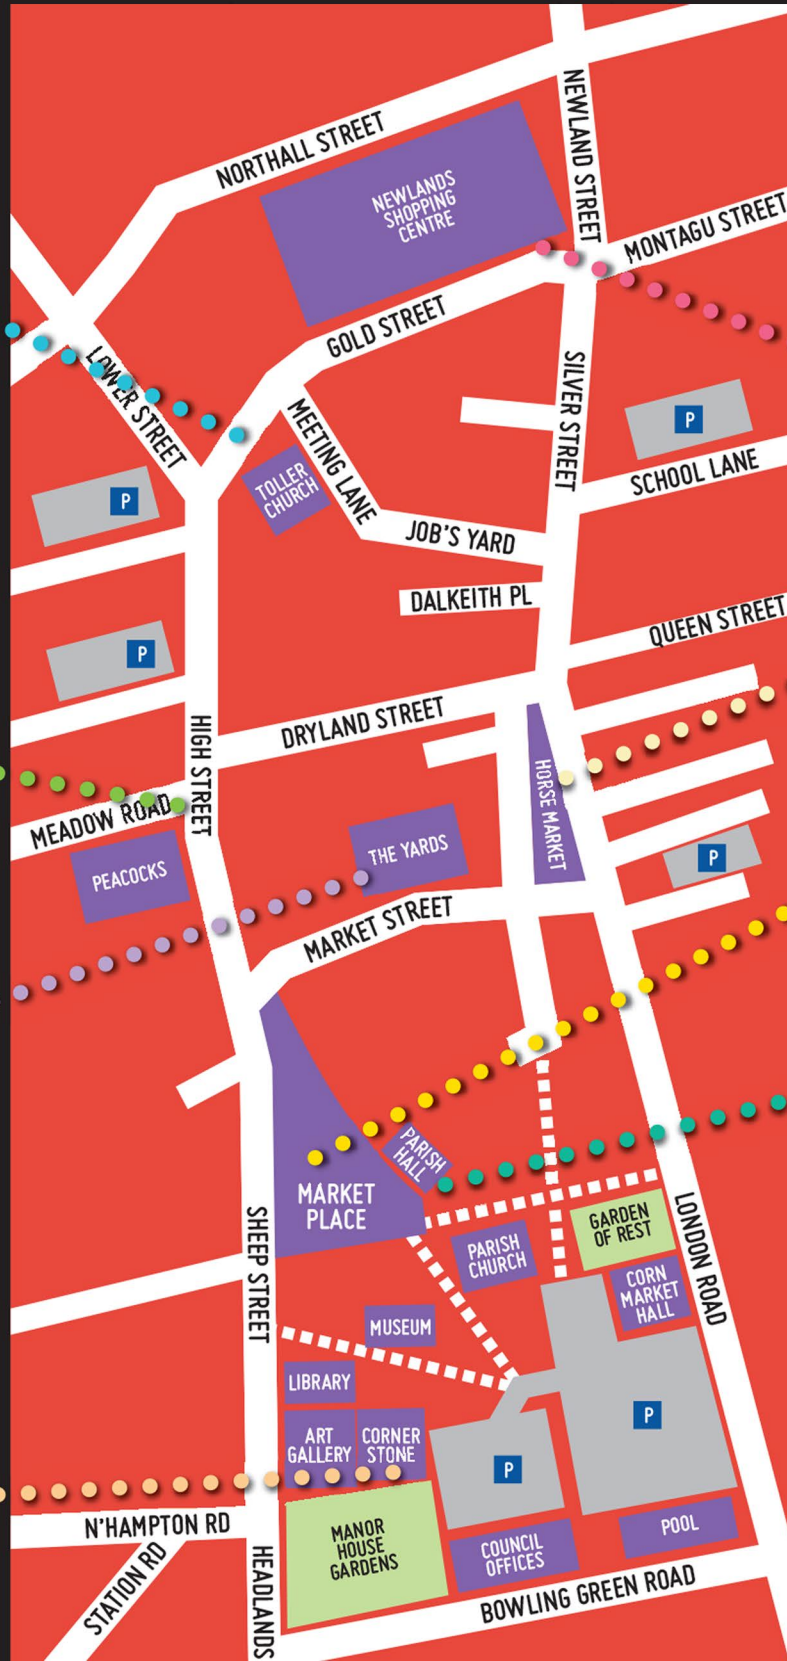 NORTHALL STREET
NEWLAND STREET
NEWLANDS
SHOPPING
CENTRE
MONTAGU STREET
GOLD STREET
LOWER STREET
SILVER STREET
P
MEETING LANE
SCHOOL LANE
TOLLER
CHURCH
P
JOB'S YARD
DALKEITH PL
QUEEN STREET
P
HIGH STREET
DRYLAND STREET
HORSE MARKET
MEADOW ROAD
PEACOCKS
THE YARDS
P
MARKET STREET
PARISH
HALL
MARKET
PLACE
SHEEP STREET
PARISH
CHURCH
GARDEN
OF REST
LONDON ROAD
CORN
MARKET
HALL
MUSEUM
LIBRARY
ART
GALLERY
CORNER
STONE
P
P
N'HAMPTON RD
STATION RD
HEADLANDS
MANOR
HOUSE
GARDENS
COUNCIL
OFFICES
POOL
BOWLING GREEN ROAD